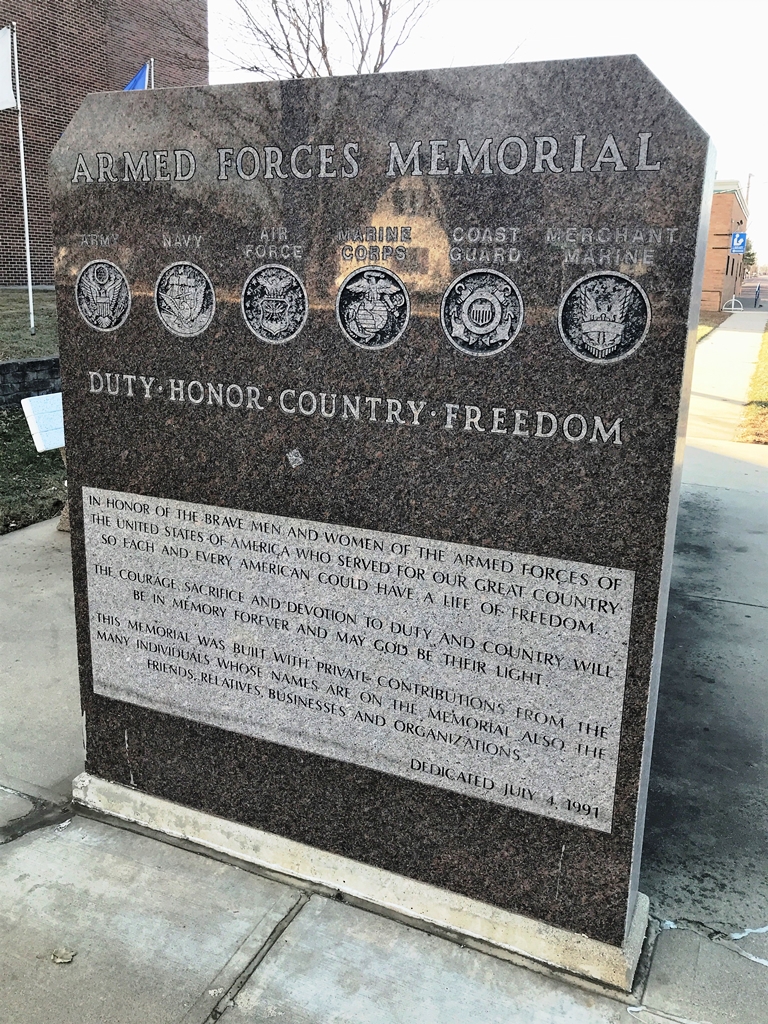 ARMED FORCES MEMORIAL
ARMY NAVY AIR FORCE MARINE CORPS COAST GUARD MERCHANT MARINE
DUTY · HONOR · COUNTRY · FREEDOM
IN HONOR OF THE BRAVE MEN AND WOMEN OF THE ARMED FORCES OF
THE UNITED STATES OF AMERICA WHO SERVED FOR OUR GREAT COUNTRY
SO EACH AND EVERY AMERICAN COULD HAVE A LIFE OF FREEDOM...
THE COURAGE, SACRIFICE AND DEVOTION TO DUTY AND COUNTRY WILL
BE IN MEMORY FOREVER AND MAY GOD BE THEIR LIGHT.
THIS MEMORIAL WAS BUILT WITH PRIVATE CONTRIBUTIONS FROM THE
MANY INDIVIDUALS WHOSE NAMES ARE ON THE MEMORIAL ALSO THE
FRIENDS, RELATIVES, BUSINESSES AND ORGANIZATIONS.
DEDICATED JULY 4, 1991